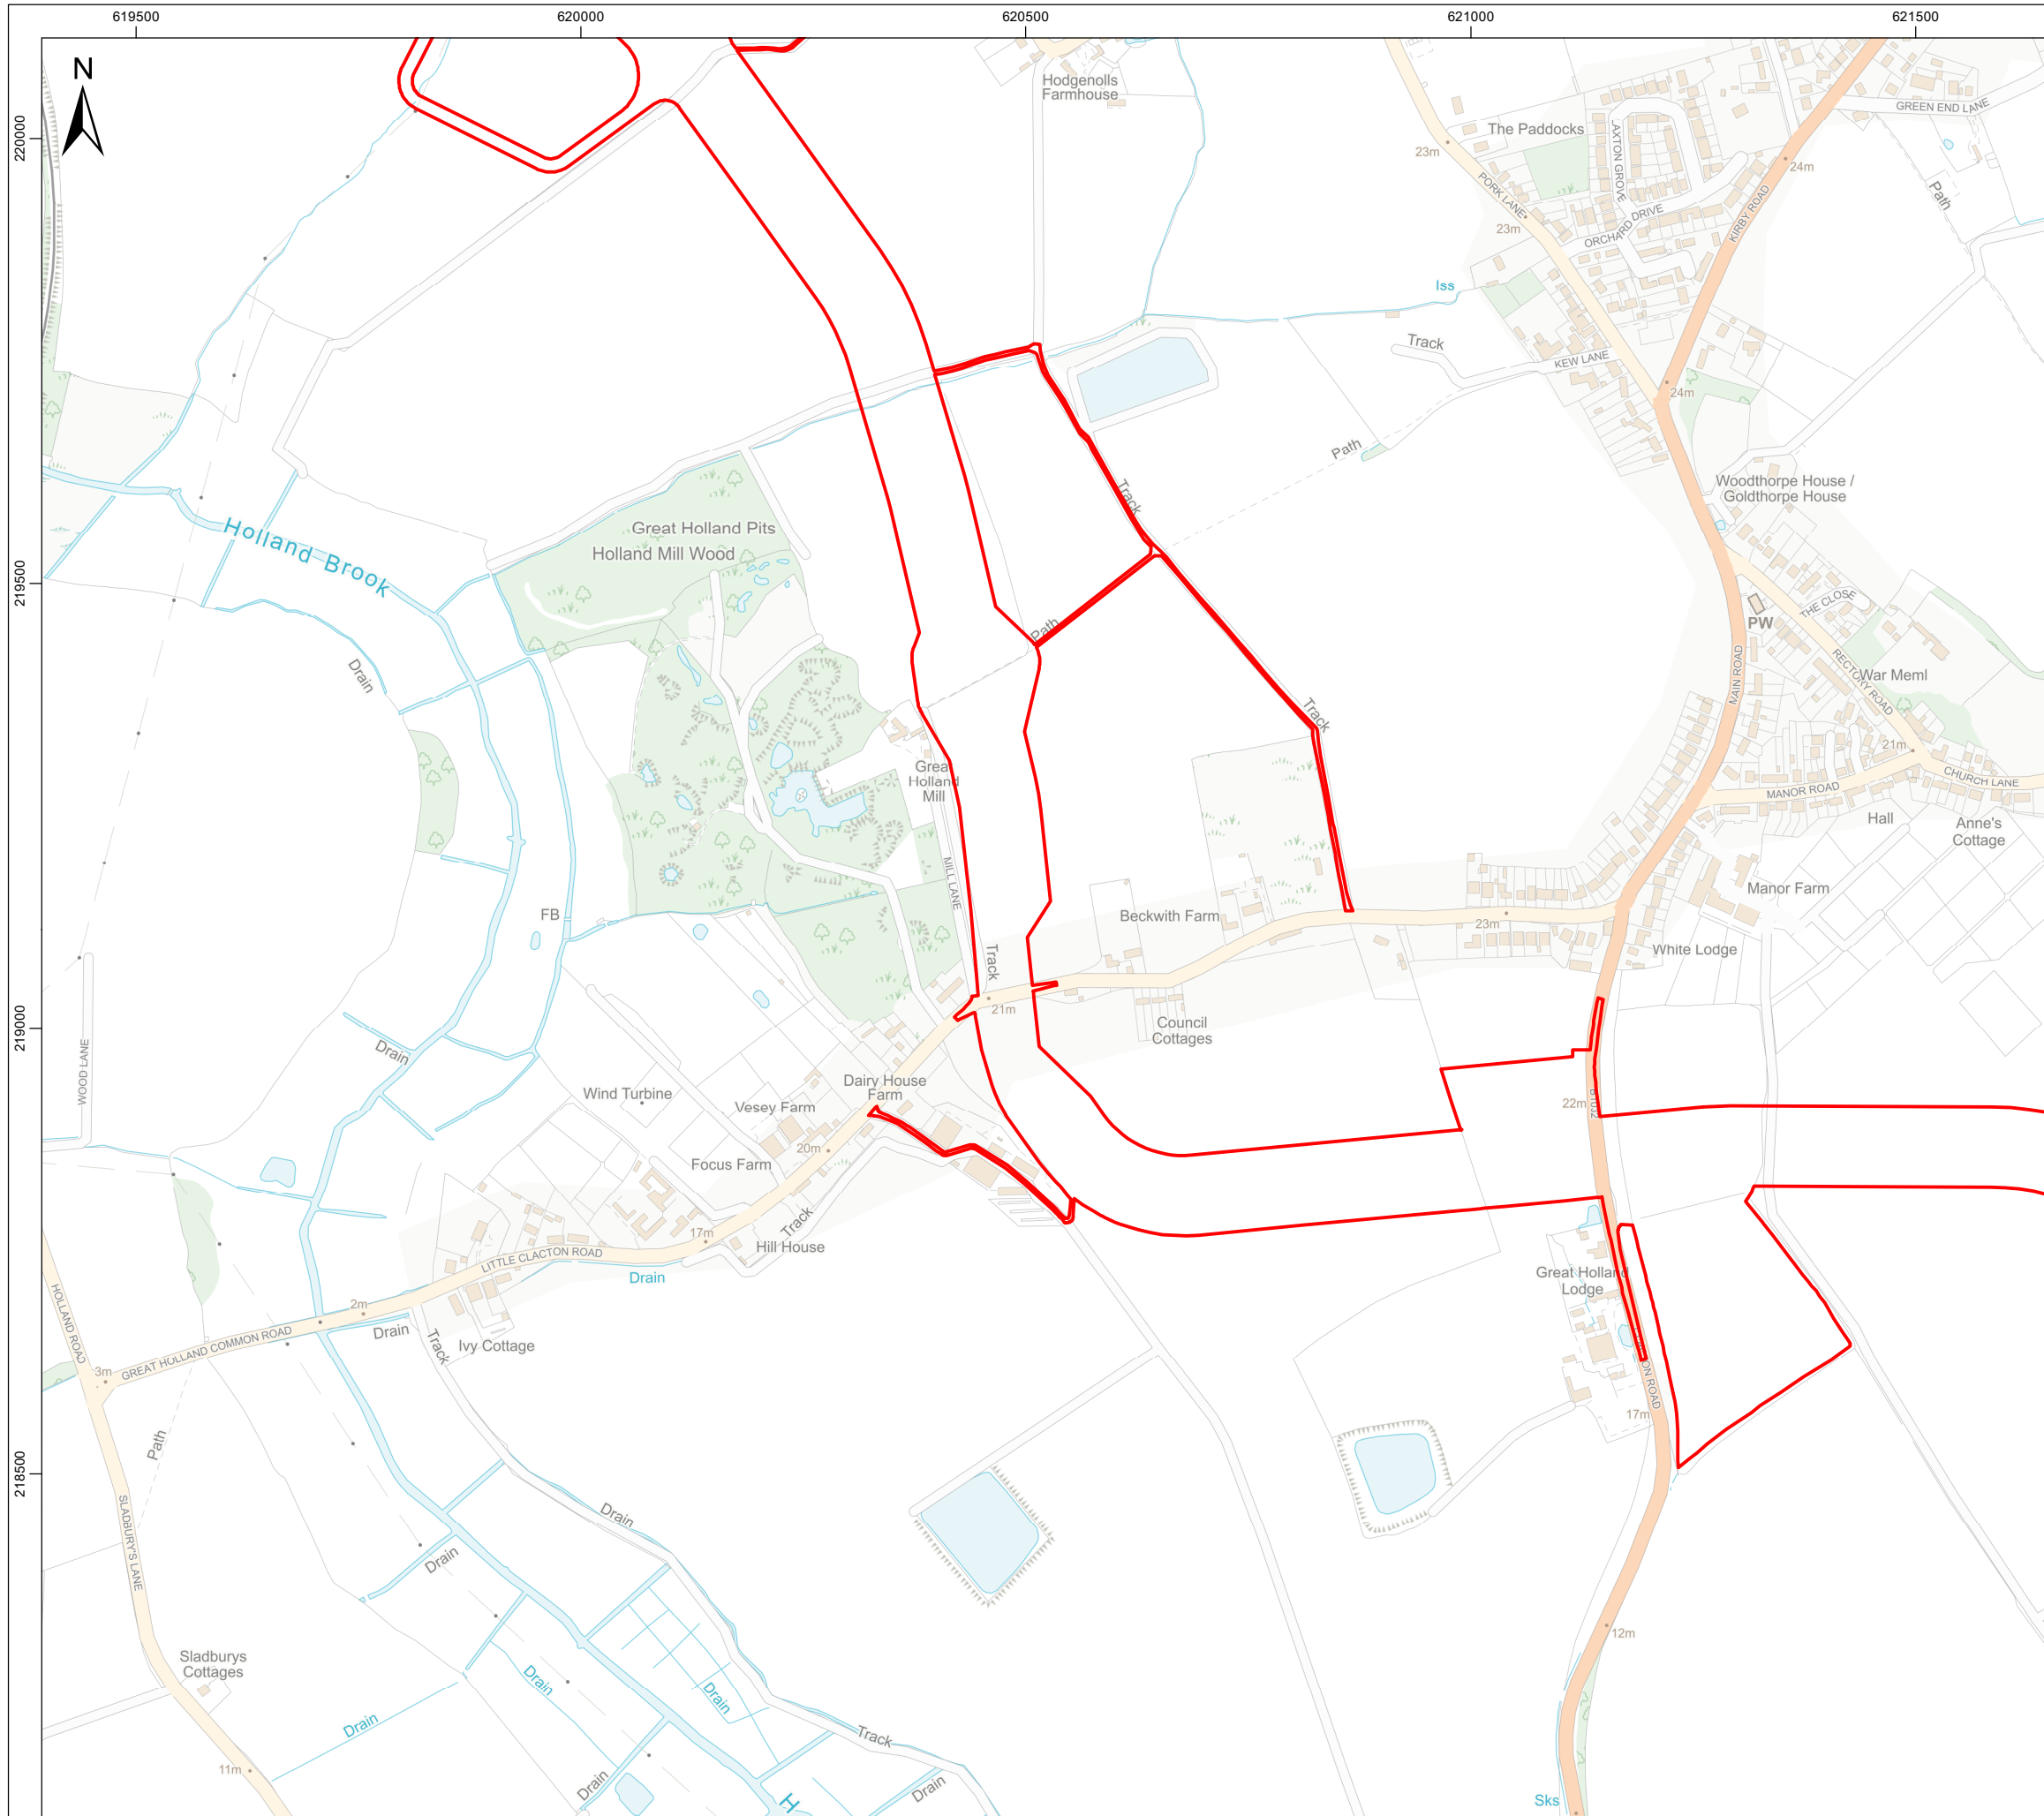 619500
620000
620500
621000
621500
220000
219500
219000
218500
N
Hodgenolls
Farmhouse
The Paddocks
LAXTON GROVE
GREEN END LANE
24m
23m
PORK LANE
23m
ORCHARD DRIVE
KIRBY ROAD
Path
Iss
Track
KEW LANE
24m
Path
Woodthorpe House /
Goldthorpe House
Track
Great Holland Pits
Holland Mill Wood
Holland Brook
THE CLOSE
PW
Path
RECTORY ROAD
War Meml
MAIN ROAD
Drain
Track
21m
CHURCH LANE
MANOR ROAD
Great
Holland
Mill
Hall
Anne's
Cottage
MILL LANE
Manor Farm
Beckwith Farm
FB
23m
White Lodge
Track
21m
Council
Cottages
Drain
WOOD LANE
Wind Turbine
Dairy House
Farm
Vesey Farm
B1032
22m
20m
Focus Farm
Track
17m
Hill House
LITTLE CLACTON ROAD
Drain
Great Holland
Lodge
HOLLAND ROAD
2m
GREAT HOLLAND COMMON ROAD
Drain
Track
Ivy Cottage
3m
ON ROAD
17m
Path
SLADBURY'S LANE
Drain
Drain
12m
Sladburys
Cottages
Drain
Drain
Drain
Track
11m
Drain
Drain
H
Sks